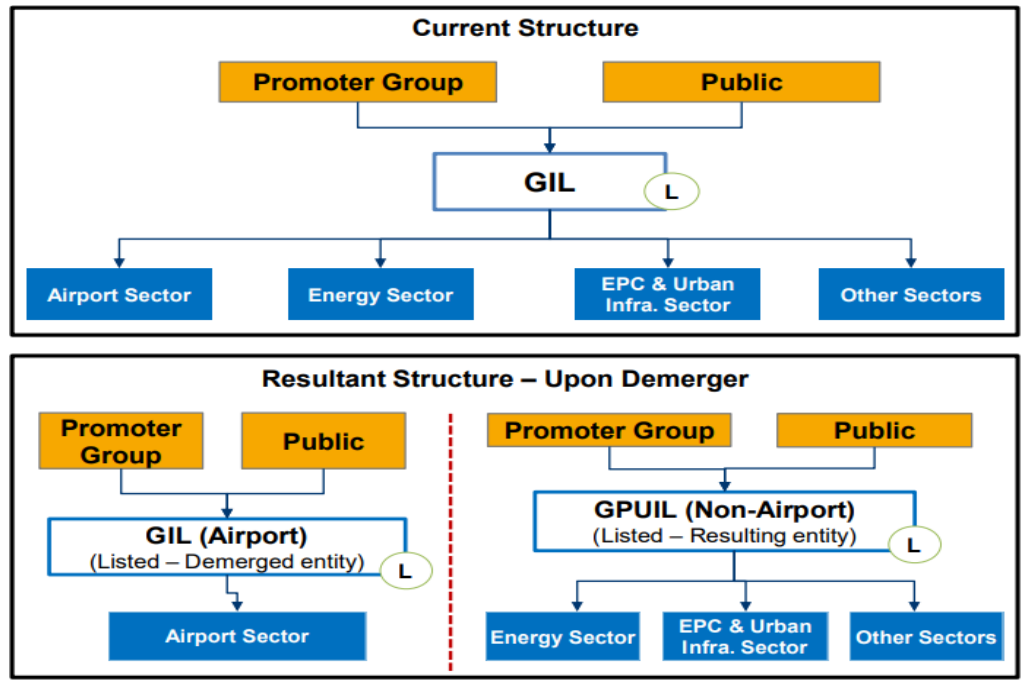 Current Structure
Promoter Group
Public
GIL
L
Airport Sector
Energy Sector
EPC & Urban
Infra. Sector
Other Sectors
Resultant Structure – Upon Demerger
Promoter
Group
Public
GIL (Airport)
(Listed – Demerged entity)
L
Airport Sector
Promoter Group
Public
GPUIL (Non-Airport)
(Listed – Resulting entity)
L
Energy Sector
EPC & Urban
Infra. Sector
Other Sectors